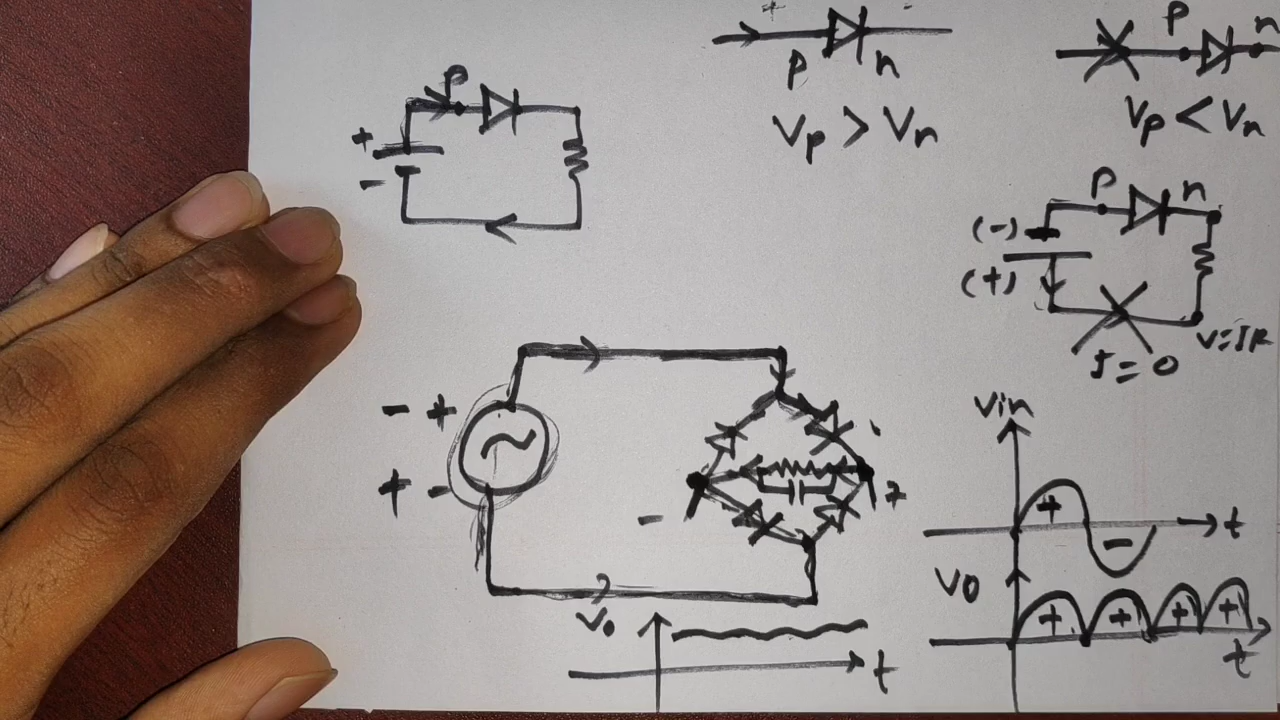 + -
p n
Vp > Vn
p n
Vp < Vn
p
+
-
p n
(-)
(+)
V=IR
I = 0
- +
+ -
- +
Vin
+
-
t
Vo
+ + + +
t
Vo
t